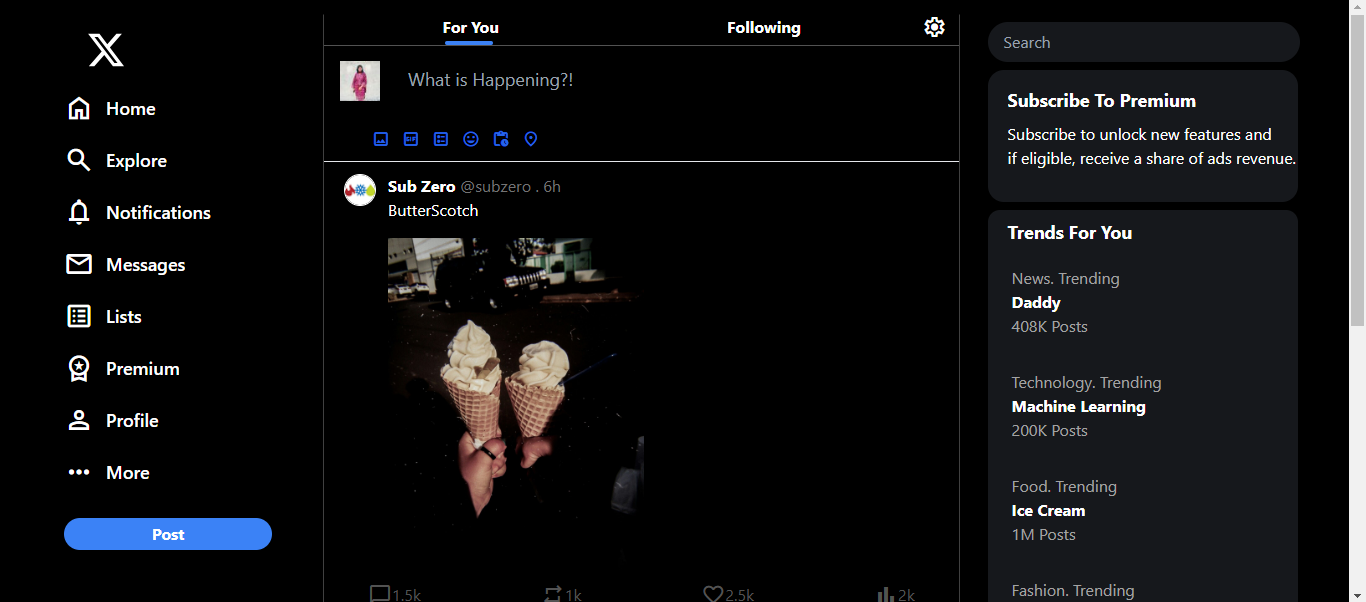 Home
Explore
Notifications
Messages
Lists
Premium
Profile
More
Post
For You
Following
What is Happening?!
GIF
Sub Zero @subzero . 6h
ButterScotch
1.5k
1k
2.5k
2k
Search
Subscribe To Premium
Subscribe to unlock new features and
if eligible, receive a share of ads revenue.
Trends For You
News. Trending
Daddy
408K Posts
Technology. Trending
Machine Learning
200K Posts
Food. Trending
Ice Cream
1M Posts
Fashion. Trending